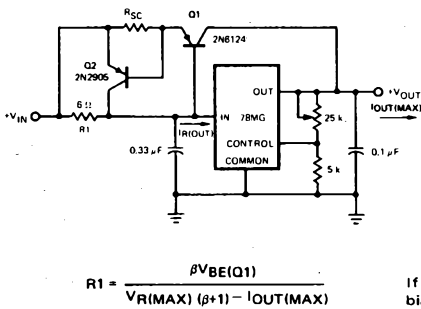 RSC
Q1
2N6124
Q2
2N2905
6 Ω
+VIN
R1
IR(OUT)
IN
OUT
78MG
CONTROL
COMMON
25 k
5 k
+VOUT
IOUT(MAX)
0.33 µF
0.1 µF
R1 = βVBE(Q1) / VR(MAX) (β+1) − IOUT(MAX)
If
bi